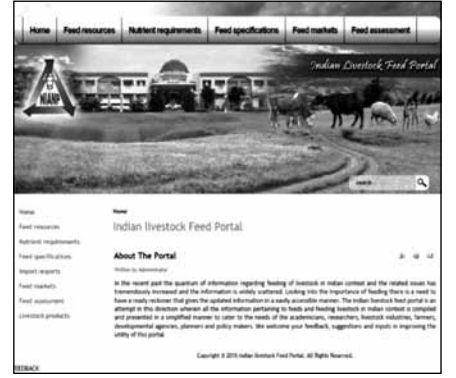 Home Feed resources Nutrient requirements Feed specifications Feed markets Feed assessment
Indian Livestock Feed Portal
NIANP
search
Home
Feed resources
Nutrient requirements
Feed specifications
Import/exports
Feed markets
Feed assessment
Livestock products
Home
Indian livestock Feed Portal
About The Portal
Written by Administrator
In the recent past the quantum of information regarding feeding of livestock in Indian context and the related issues has
tremendously increased and the information is widely scattered. Looking into the importance of feeding there is a need to
have a ready reckoner that gives the updated information in a easily accessible manner. The Indian livestock feed portal is an
attempt in this direction wherein all the information pertaining to feeds and feeding livestock in Indian context is compiled
and presented in a simplified manner to cater to the needs of the academicians, researchers, livestock industries, farmers,
developmental agencies, planners and policy makers. We welcome your feedback, suggestions and inputs in improving the
utility of this portal.
Copyright © 2016 Indian livestock Feed Portal. All Rights Reserved.
FEEDBACK